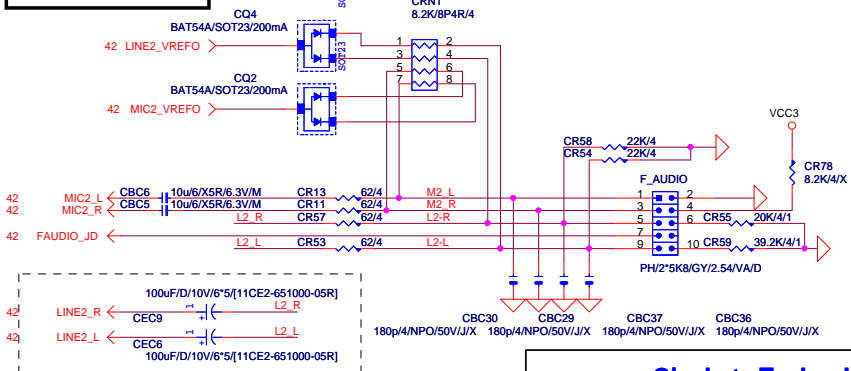 CRN1
8.2K/8P4R/4
CQ4
BAT54A/SOT23/200mA
SOT23
42 LINE2_VREFO
1 2
3 4
5 6
7 8
CQ2
BAT54A/SOT23/200mA
42 MIC2_VREFO
VCC3
CR58 22K/4
CR54 22K/4
CR78
8.2K/4/X
F_AUDIO
42 MIC2_L CBC6 10u/6/X5R/6.3V/M CR13 62/4 M2_L 1 2
42 MIC2_R CBC5 10u/6/X5R/6.3V/M CR11 62/4 M2_R 3 4
L2_R CR57 62/4 L2-R 5 6 CR55 20K/4/1
42 FAUDIO_JD 7
L2_L CR53 62/4 L2-L 9 10 CR59 39.2K/4/1
PH/2*5K8/GY/2.54/VA/D
100uF/D/10V/6*5/[11CE2-651000-05R]
42 LINE2_R 1 L2_R
CEC9
42 LINE2_L 1 L2_L
CEC6
100uF/D/10V/6*5/[11CE2-651000-05R]
CBC30 CBC29 CBC37 CBC36
180p/4/NPO/50V/J/X 180p/4/NPO/50V/J/X 180p/4/NPO/50V/J/X 180p/4/NPO/50V/J/X